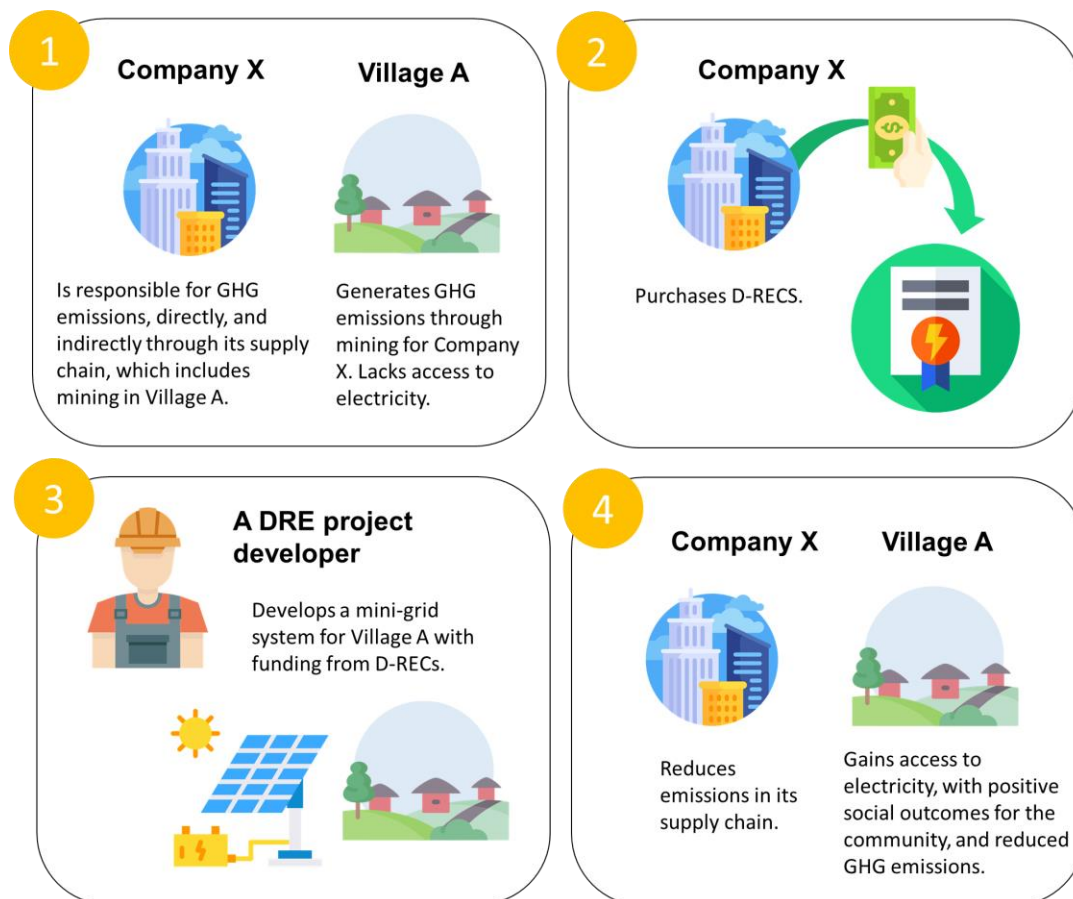 1
Company X
Village A
Is responsible for GHG
emissions, directly, and
indirectly through its supply
chain, which includes
mining in Village A.
Generates GHG
emissions through
mining for Company
X. Lacks access to
electricity.
2
Company X
Purchases D-RECS.
3
A DRE project
developer
Develops a mini-grid
system for Village A with
funding from D-RECs.
4
Company X
Village A
Reduces
emissions in its
supply chain.
Gains access to
electricity, with positive
social outcomes for the
community, and reduced
GHG emissions.